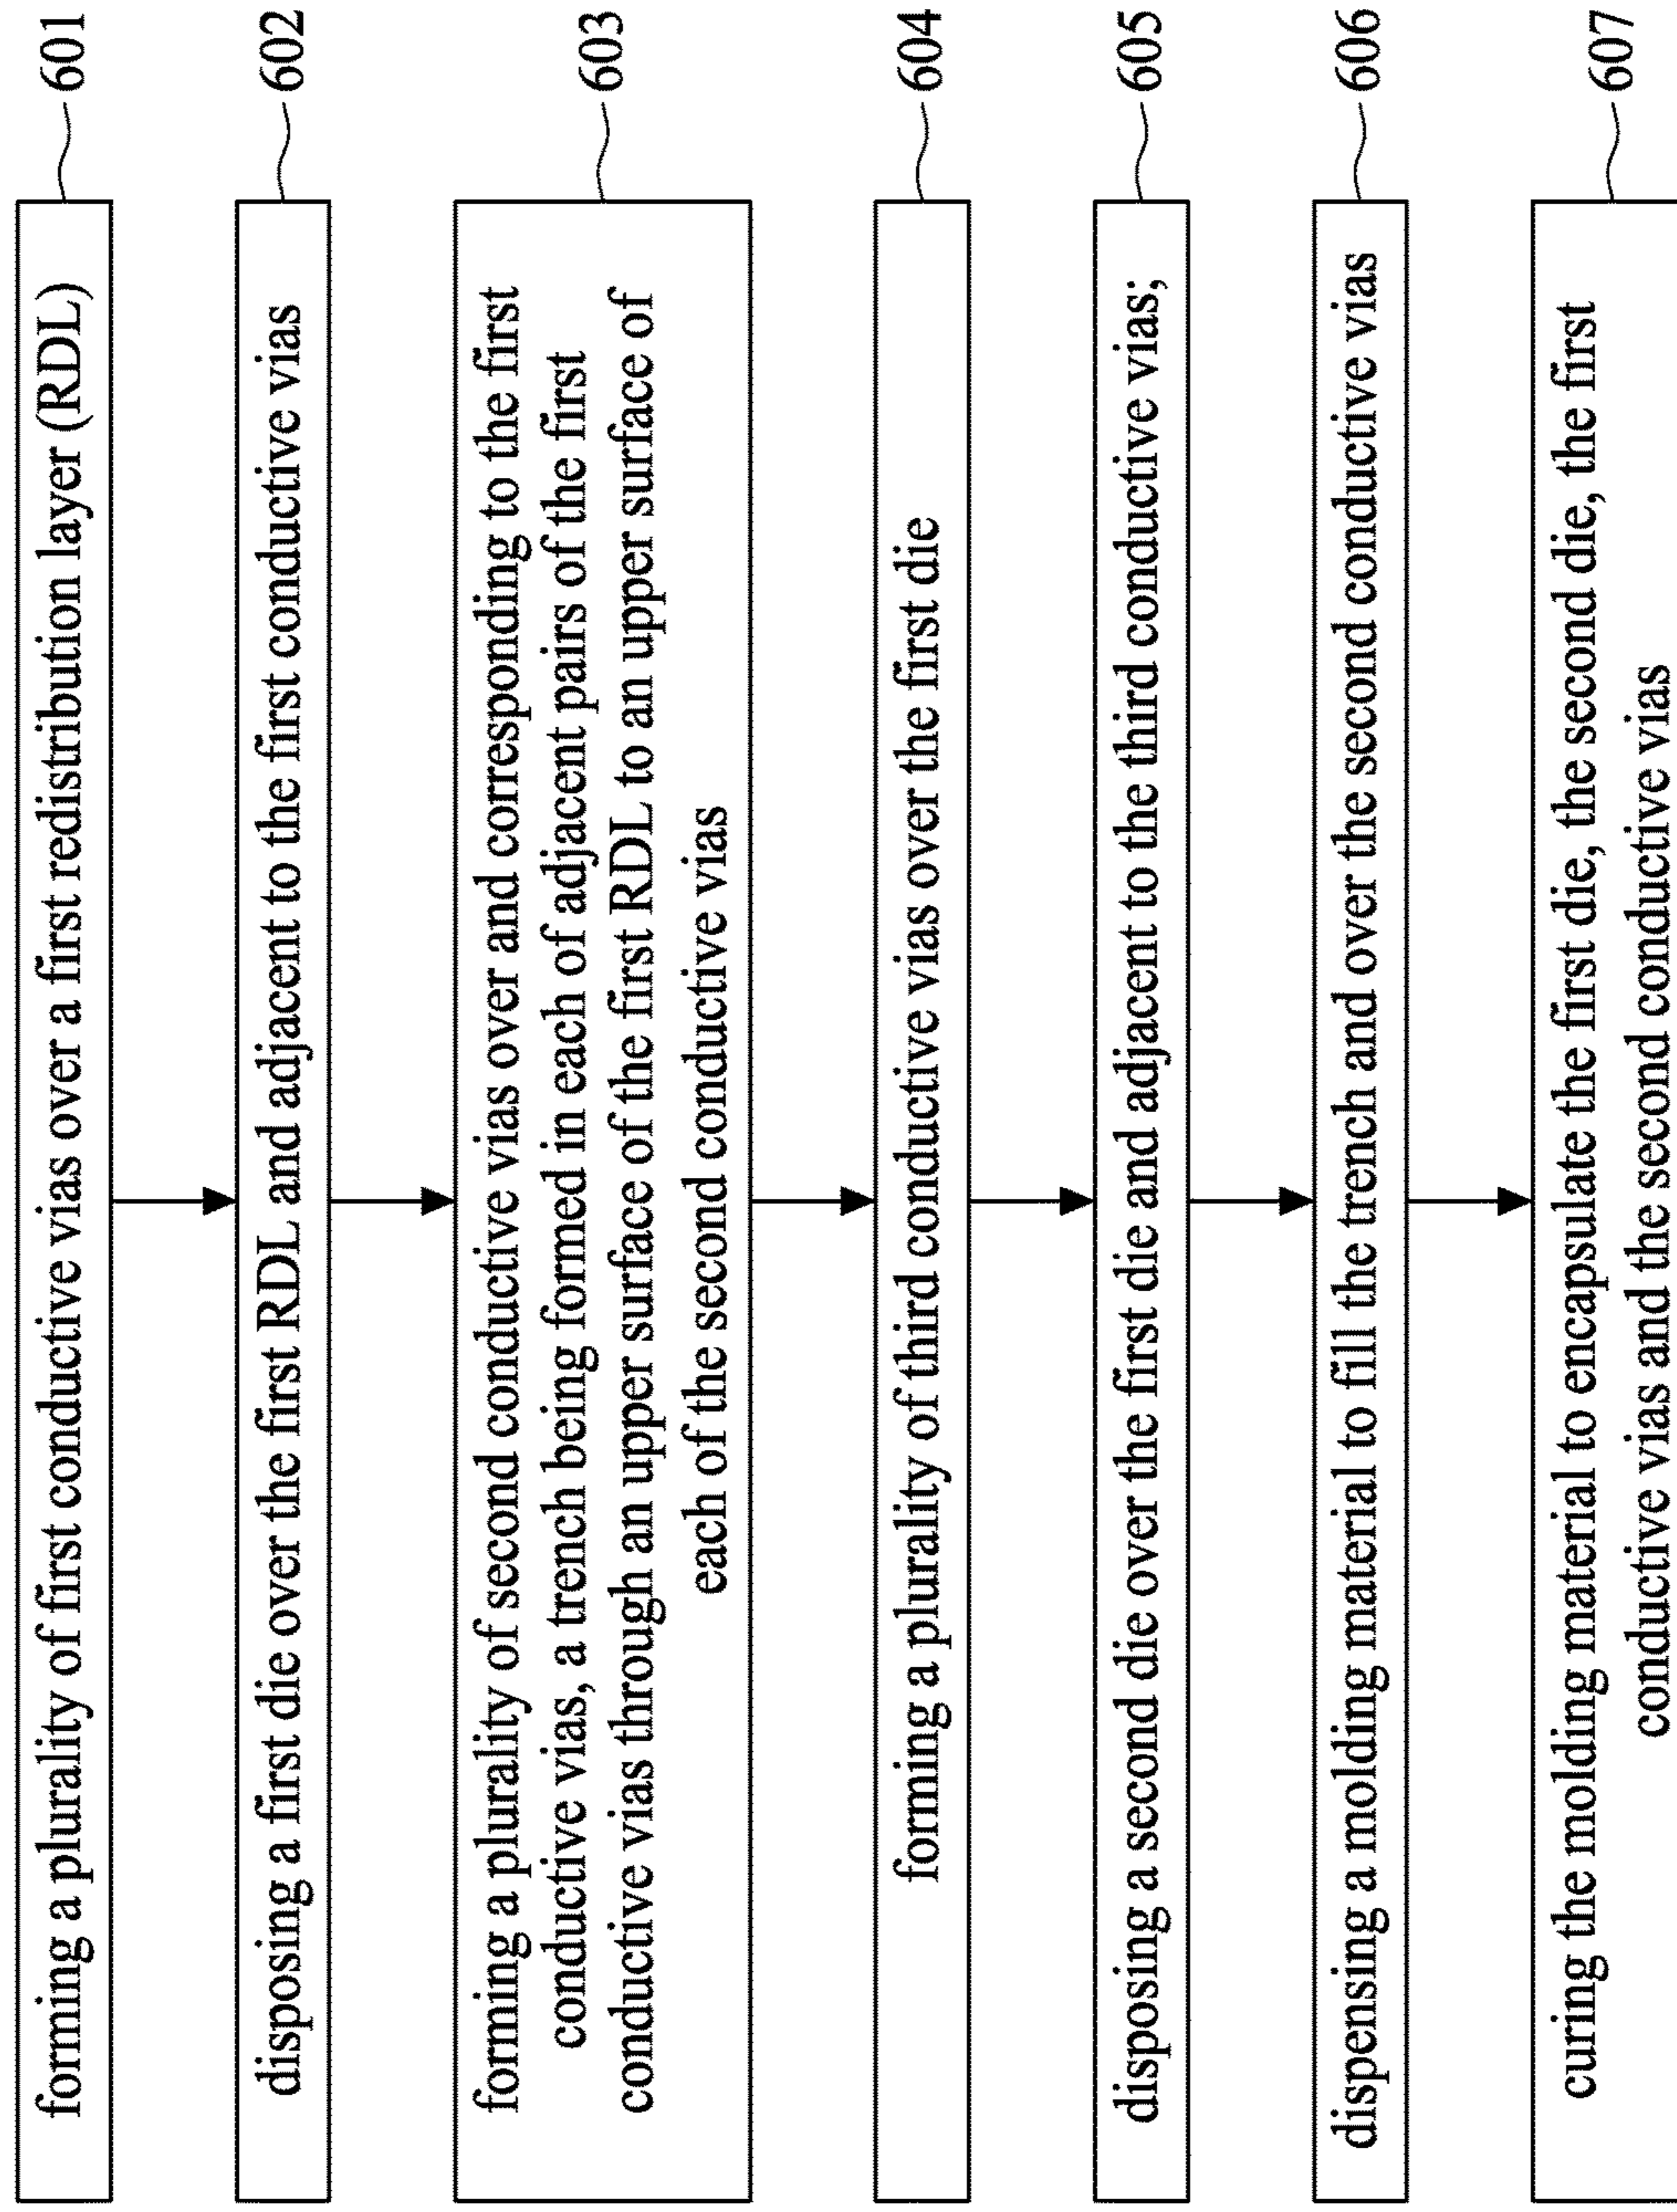 forming a plurality of first conductive vias over a first redistribution layer (RDL)
601
disposing a first die over the first RDL and adjacent to the first conductive vias
602
forming a plurality of second conductive vias over and corresponding to the first
conductive vias, a trench being formed in each of adjacent pairs of the first
conductive vias through an upper surface of the first RDL to an upper surface of
each of the second conductive vias
603
forming a plurality of third conductive vias over the first die
604
disposing a second die over the first die and adjacent to the third conductive vias;
605
dispensing a molding material to fill the trench and over the second conductive vias
606
curing the molding material to encapsulate the first die, the second die, the first
conductive vias and the second conductive vias
607